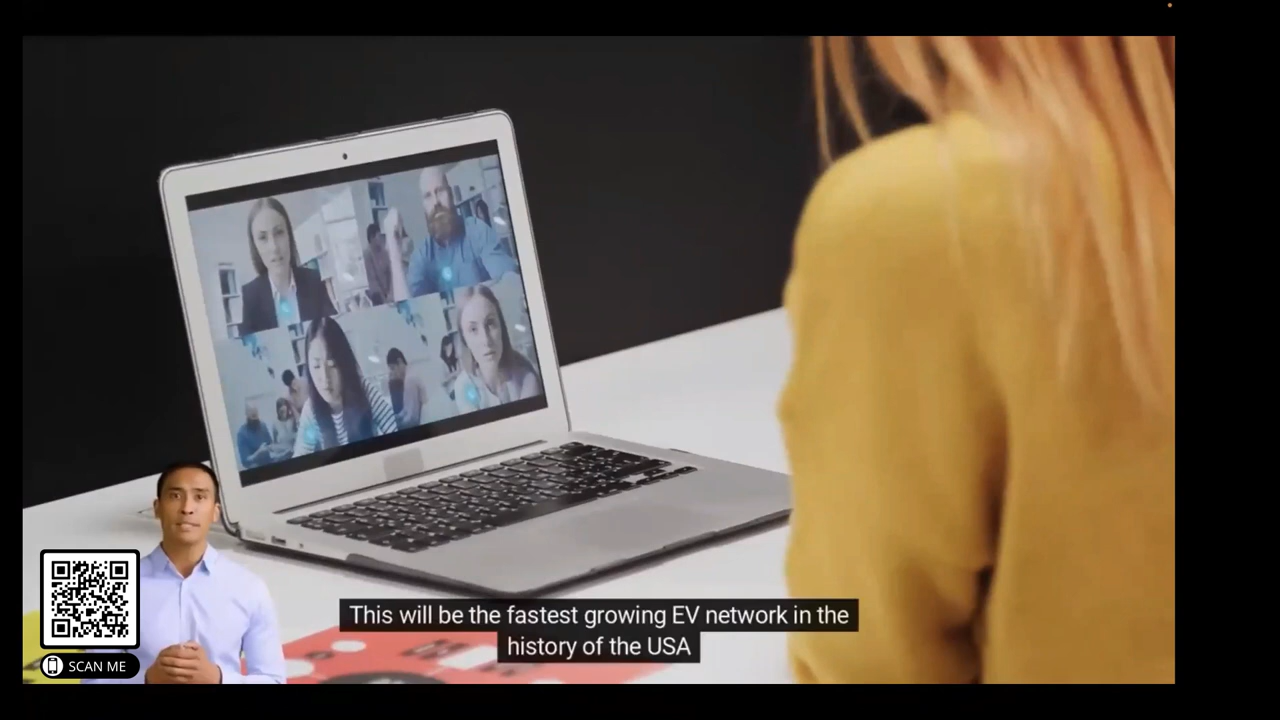 This will be the fastest growing EV network in the
history of the USA
SCAN ME